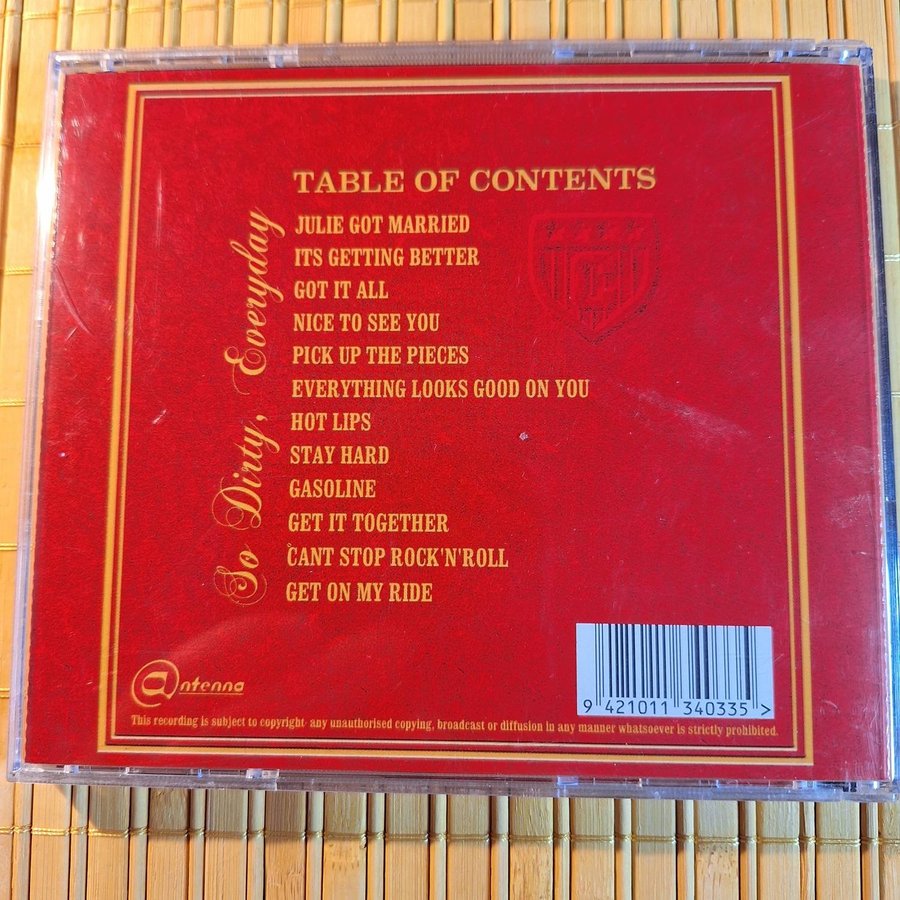 TABLE OF CONTENTS
So Dirty, Everyday
JULIE GOT MARRIED
ITS GETTING BETTER
GOT IT ALL
NICE TO SEE YOU
PICK UP THE PIECES
EVERYTHING LOOKS GOOD ON YOU
HOT LIPS
STAY HARD
GASOLINE
GET IT TOGETHER
CANT STOP ROCK'N'ROLL
GET ON MY RIDE
@ntenna
9 421011 340335 >
This recording is subject to copyright- any unauthorised copying, broadcast or diffusion in any manner whatsoever is strictly prohibited.